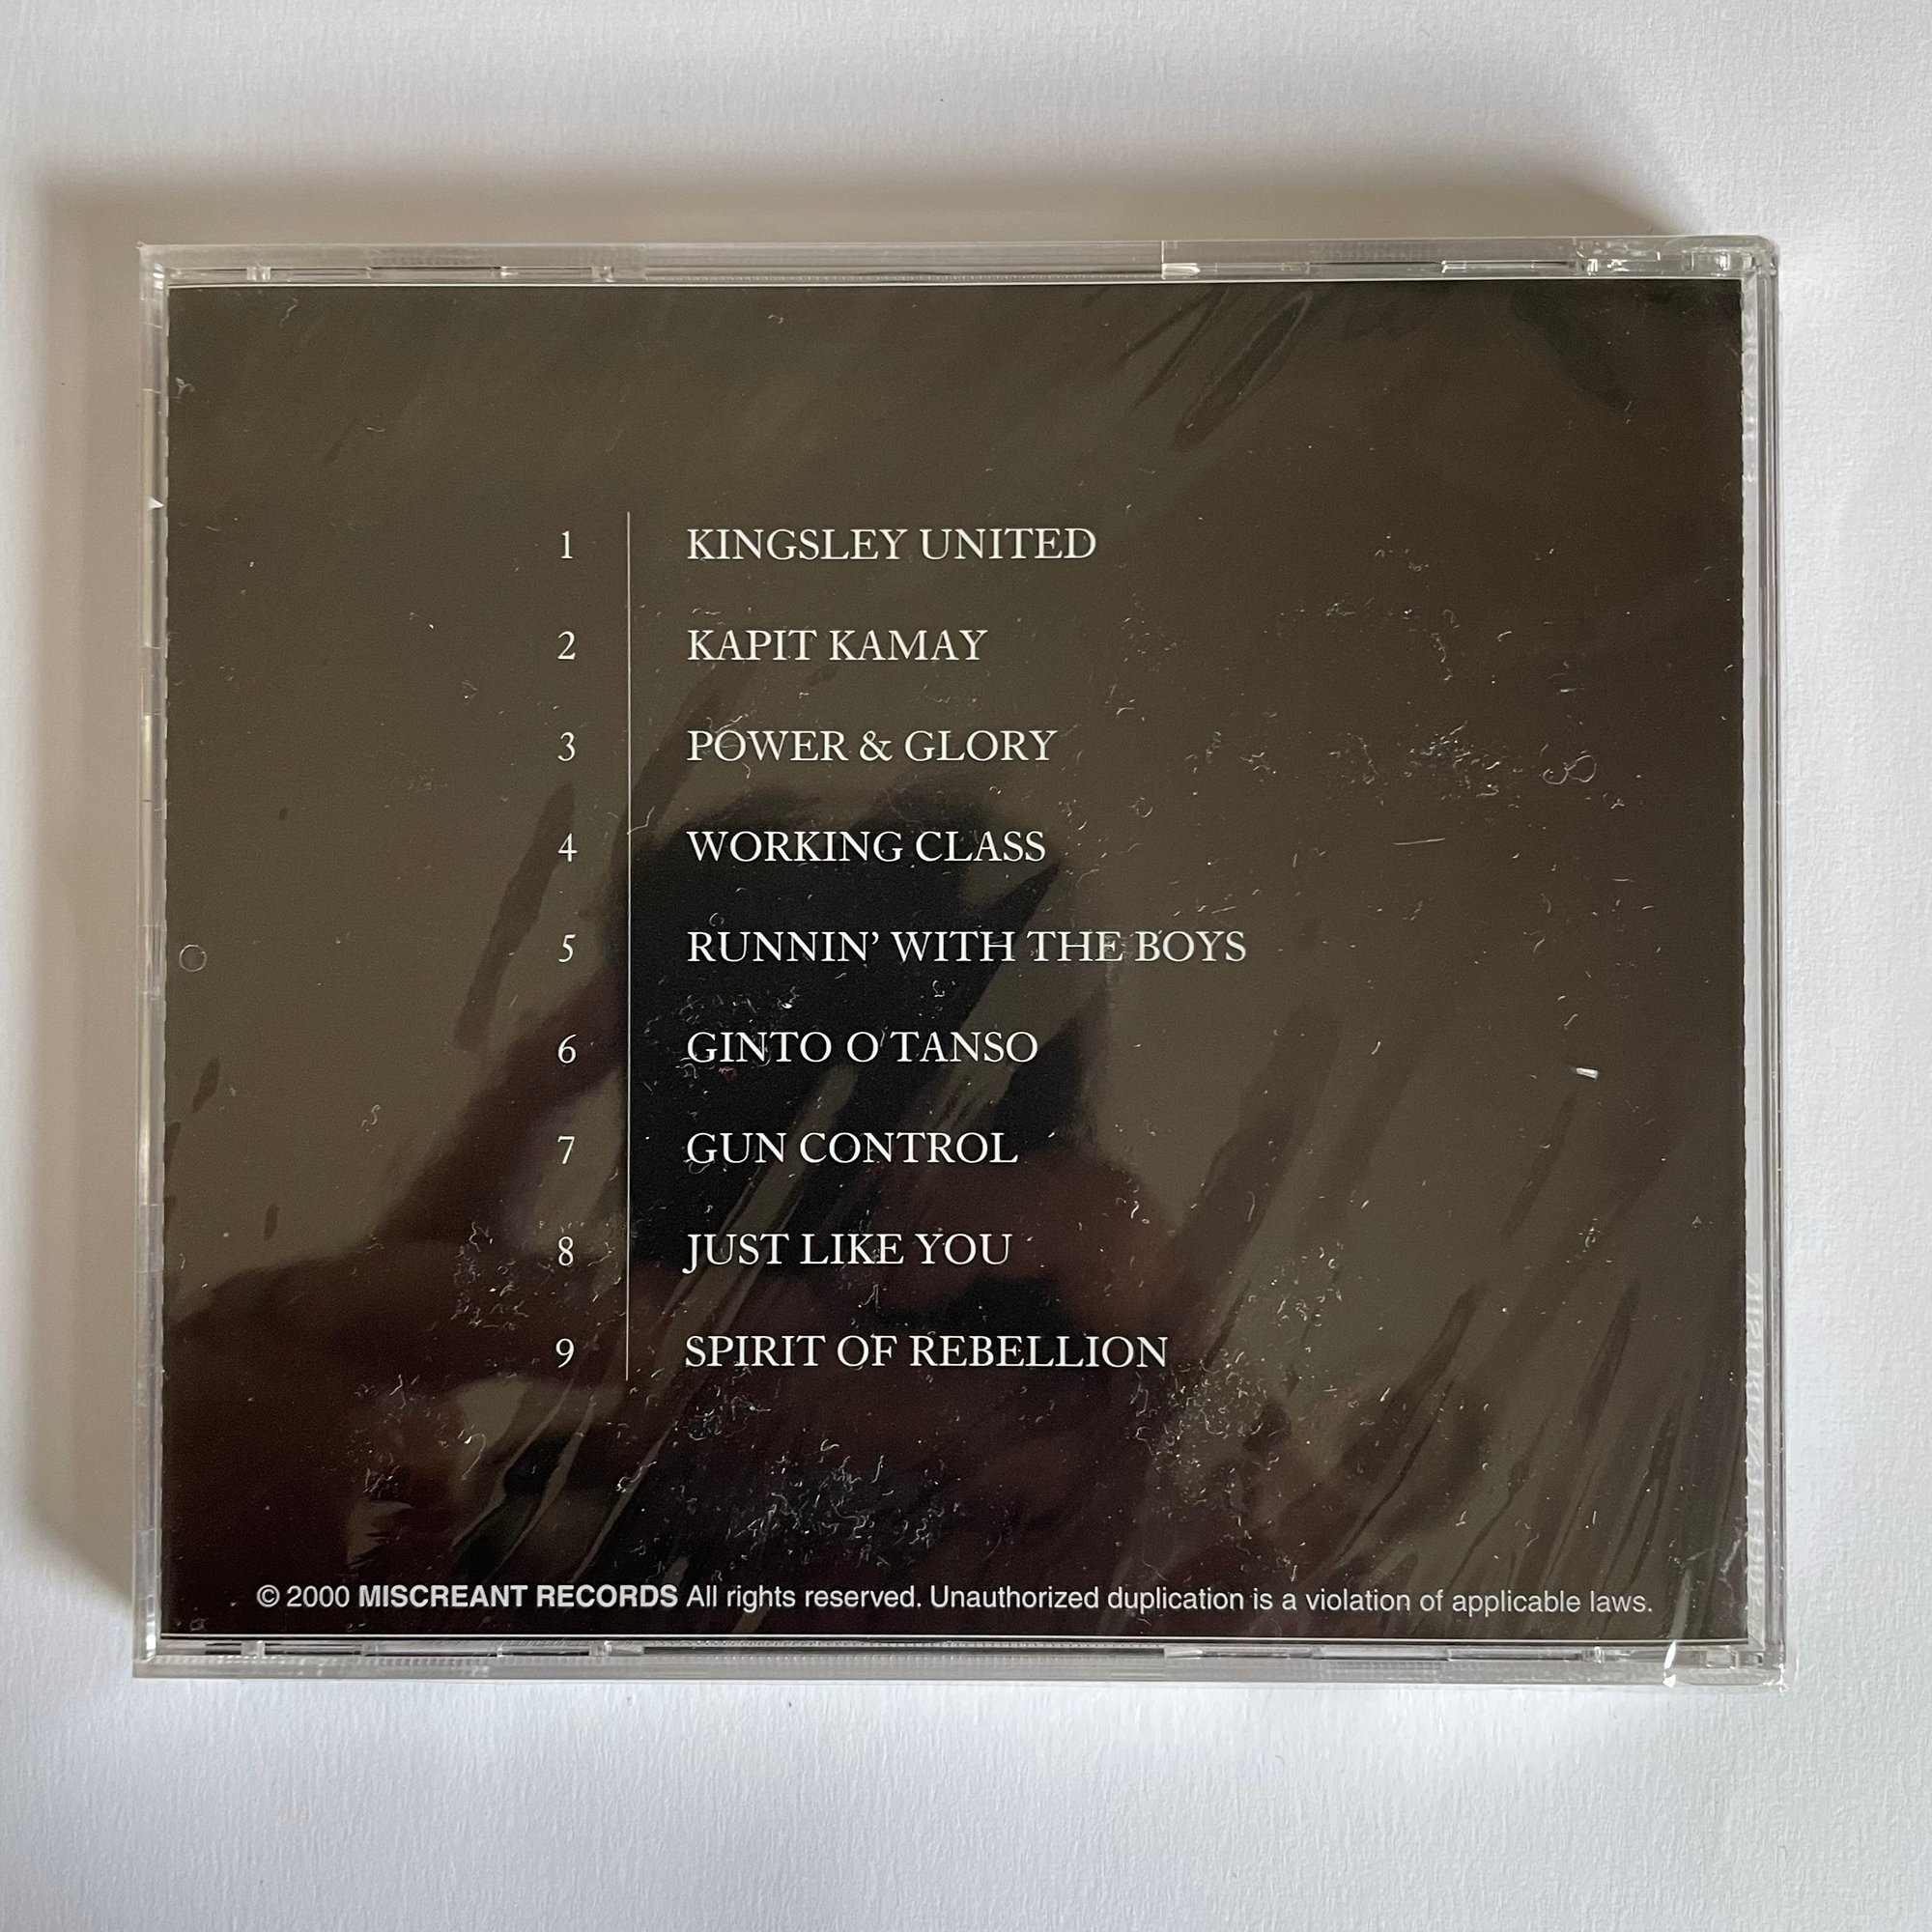 1 KINGSLEY UNITED
2 KAPIT KAMAY
3 POWER & GLORY
4 WORKING CLASS
5 RUNNIN’ WITH THE BOYS
6 GINTO O TANSO
7 GUN CONTROL
8 JUST LIKE YOU
9 SPIRIT OF REBELLION
© 2000 MISCREANT RECORDS All rights reserved. Unauthorized duplication is a violation of applicable laws.